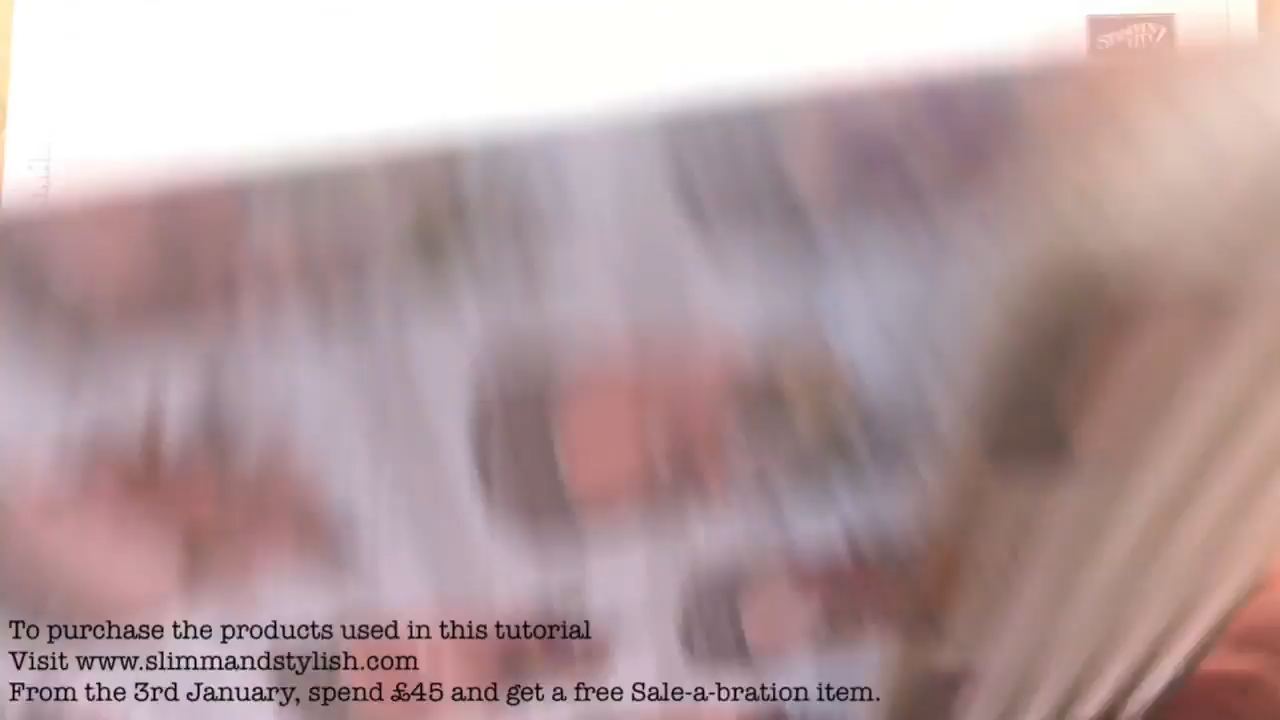 To purchase the products used in this tutorial
Visit www.slimmandstylish.com
From the 3rd January, spend £45 and get a free Sale-a-bration item.